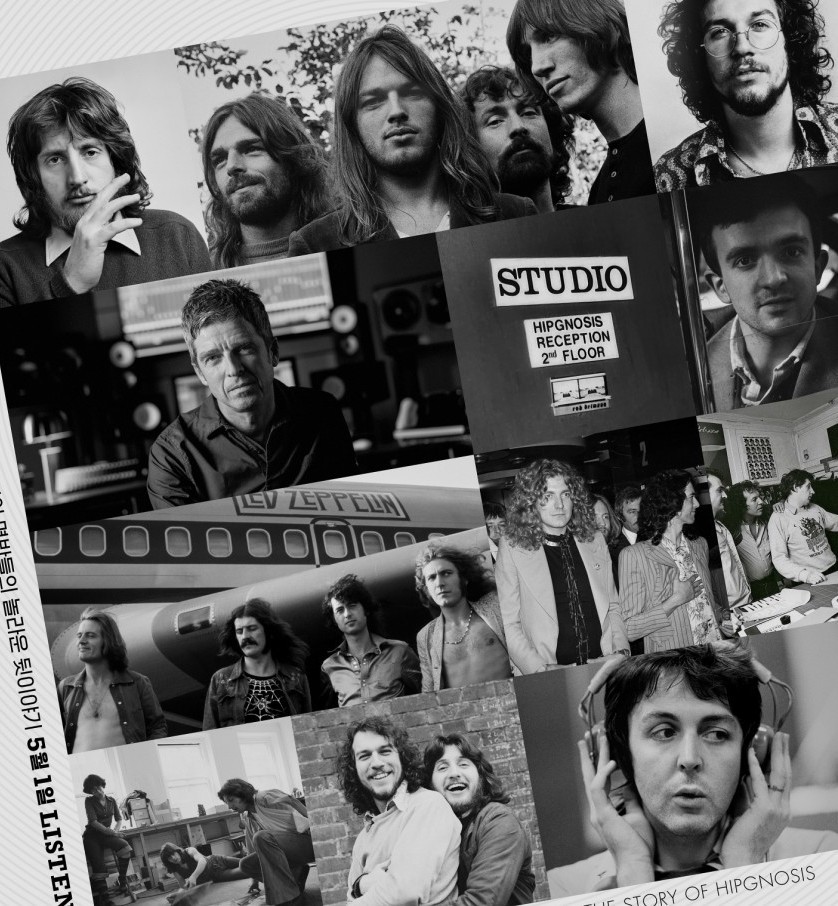 STUDIO
HIPGNOSIS
RECEPTION
2nd FLOOR
LED ZEPPELIN
놀라운 뒷이야기 5월 1일 LISTEN
THE STORY OF HIPGNOSIS